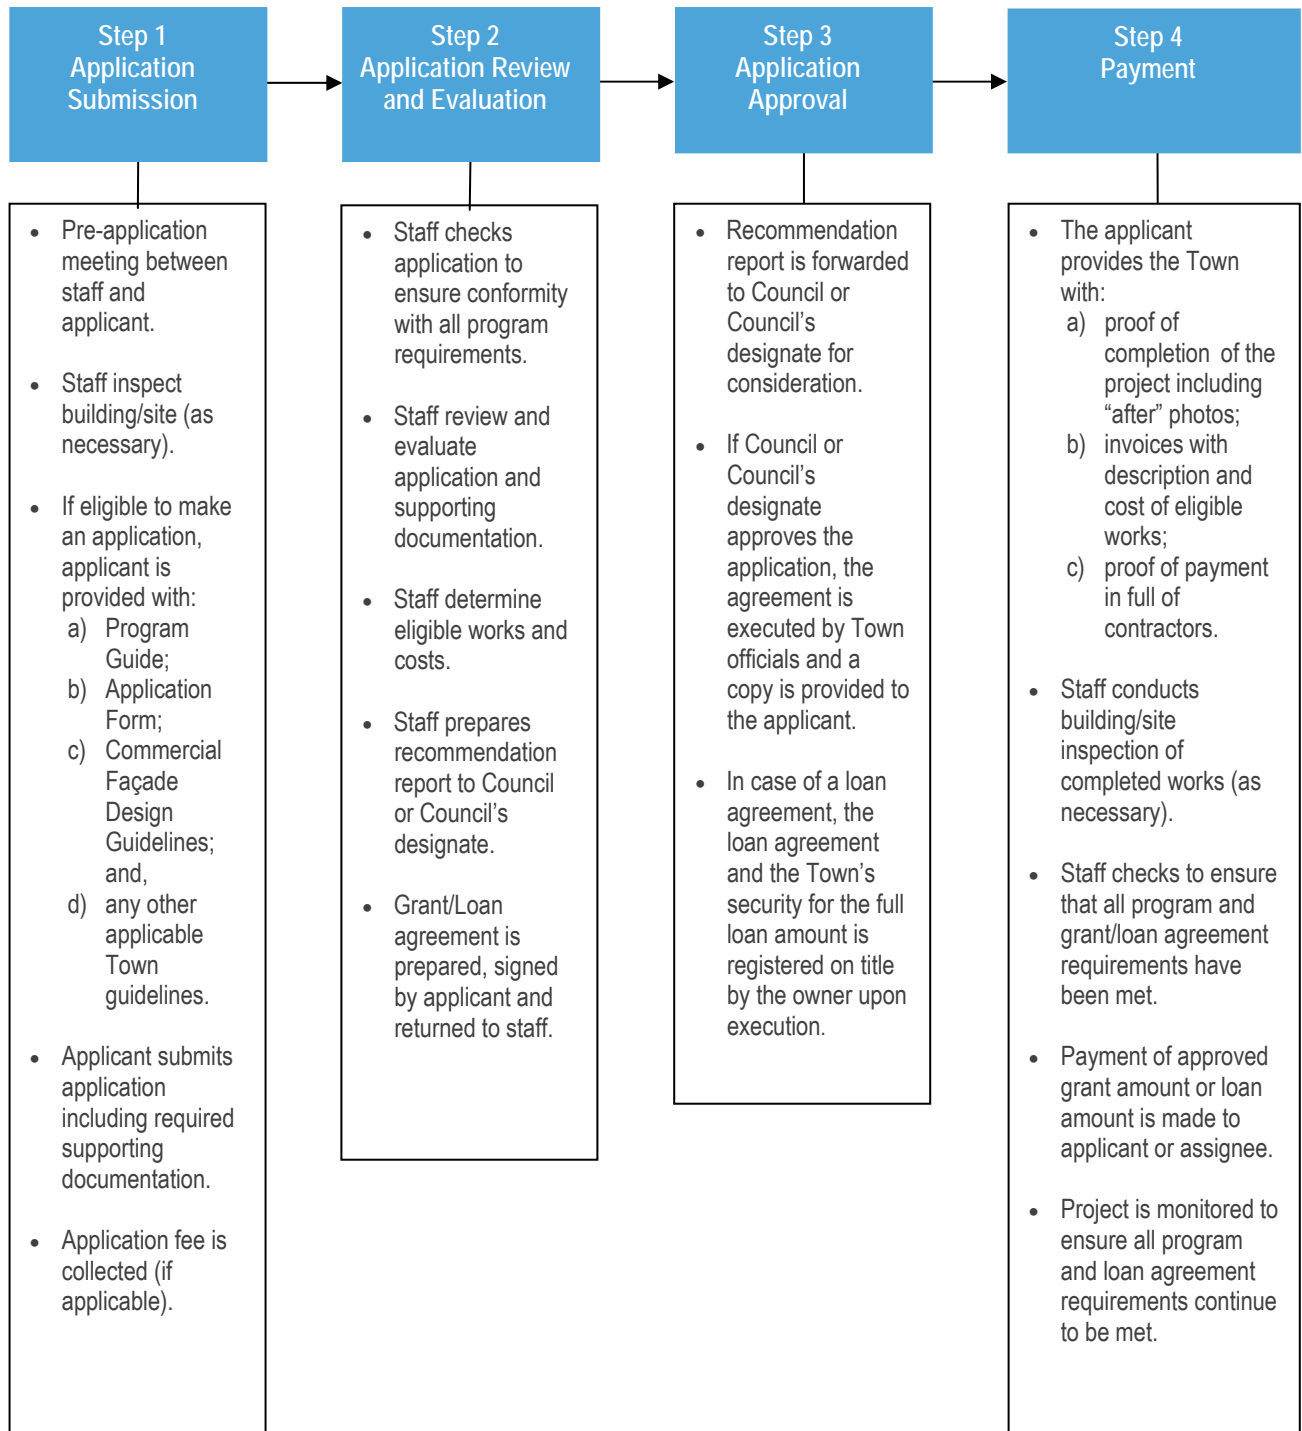 Step 1
Application
Submission
Step 2
Application Review
and Evaluation
Step 3
Application
Approval
Step 4
Payment
• Pre-application
meeting between
staff and
applicant.
• Staff inspect
building/site (as
necessary).
• If eligible to make
an application,
applicant is
provided with:
a) Program
Guide;
b) Application
Form;
c) Commercial
Façade
Design
Guidelines;
and,
d) any other
applicable
Town
guidelines.
• Applicant submits
application
including required
supporting
documentation.
• Application fee is
collected (if
applicable).
• Staff checks
application to
ensure conformity
with all program
requirements.
• Staff review and
evaluate
application and
supporting
documentation.
• Staff determine
eligible works and
costs.
• Staff prepares
recommendation
report to Council
or Council's
designate.
• Grant/Loan
agreement is
prepared, signed
by applicant and
returned to staff.
• Recommendation
report is forwarded
to Council or
Council's
designate for
consideration.
• If Council or
Council's
designate
approves the
application, the
agreement is
executed by Town
officials and a
copy is provided to
the applicant.
• In case of a loan
agreement, the
loan agreement
and the Town's
security for the full
loan amount is
registered on title
by the owner upon
execution.
• The applicant
provides the Town
with:
a) proof of
completion of the
project including
“after” photos;
b) invoices with
description and
cost of eligible
works;
c) proof of payment
in full of
contractors.
• Staff conducts
building/site
inspection of
completed works (as
necessary).
• Staff checks to ensure
that all program and
grant/loan agreement
requirements have
been met.
• Payment of approved
grant amount or loan
amount is made to
applicant or assignee.
• Project is monitored to
ensure all program
and loan agreement
requirements continue
to be met.